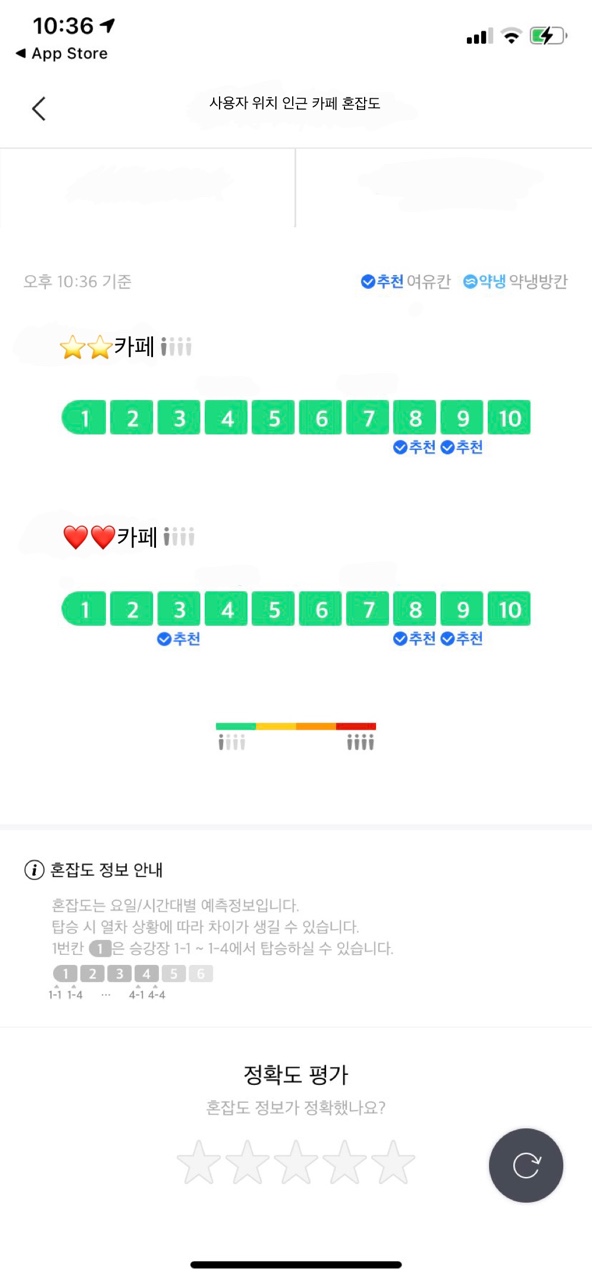 10:36
◀ App Store
사용자 위치 인근 카페 혼잡도
오후 10:36 기준
추천 여유칸 약냉 약냉방칸
⭐⭐카페
1 2 3 4 5 6 7 8 9 10
추천 추천
❤️❤️카페
1 2 3 4 5 6 7 8 9 10
추천 추천 추천
혼잡도 정보 안내
혼잡도는 요일/시간대별 예측정보입니다.
탑승 시 열차 상황에 따라 차이가 생길 수 있습니다.
1번칸 1은 승강장 1-1 ~ 1-4에서 탑승하실 수 있습니다.
1 2 3 4 5 6
1-1 1-4 ... 4-1 4-4
정확도 평가
혼잡도 정보가 정확했나요?